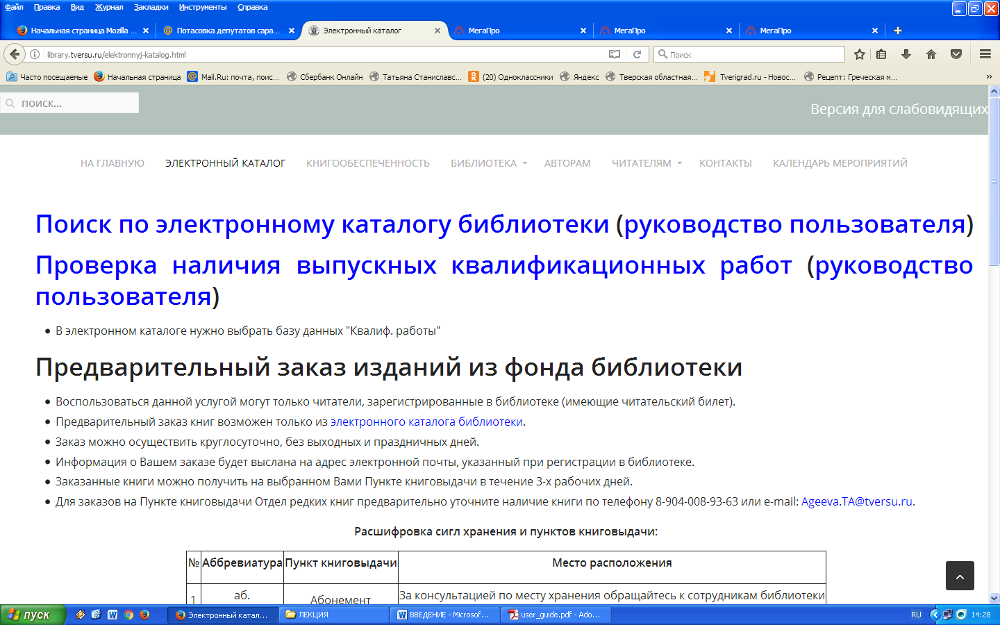 Файл Правка Вид Журнал Закладки Инструменты Справка
Начальная страница Mozilla ... Потасовка депутатов сара... Электронный каталог МегаПро МегаПро МегаПро
library.tversu.ru/elektronnyj-katalog.html Поиск
Часто посещаемые Начальная страница Mail.Ru: почта, поис... Сбербанк Онлайн Татьяна Станиславс... (20) Одноклассники Яндекс Тверская областная... Tverigrad.ru - Новос... Рецепт: Греческая м... »
поиск...
Версия для слабовидящих
НА ГЛАВНУЮ ЭЛЕКТРОННЫЙ КАТАЛОГ КНИГООБЕСПЕЧЕННОСТЬ БИБЛИОТЕКА АВТОРАМ ЧИТАТЕЛЯМ КОНТАКТЫ КАЛЕНДАРЬ МЕРОПРИЯТИЙ
Поиск по электронному каталогу библиотеки (руководство пользователя)
Проверка наличия выпускных квалификационных работ (руководство
пользователя)
• В электронном каталоге нужно выбрать базу данных "Квалиф. работы"
Предварительный заказ изданий из фонда библиотеки
• Воспользоваться данной услугой могут только читатели, зарегистрированные в библиотеке (имеющие читательский билет).
• Предварительный заказ книг возможен только из электронного каталога библиотеки.
• Заказ можно осуществить круглосуточно, без выходных и праздничных дней.
• Информация о Вашем заказе будет выслана на адрес электронной почты, указанный при регистрации в библиотеке.
• Заказанные книги можно получить на выбранном Вами Пункте книговыдачи в течение 3-х рабочих дней.
• Для заказов на Пункте книговыдачи Отдел редких книг предварительно уточните наличие книги по телефону 8-904-008-93-63 или e-mail: Ageeva.TA@tversu.ru.
Расшифровка сигл хранения и пунктов книговыдачи:
№ Аббревиатура Пункт книговыдачи Место расположения
1 аб. Абонемент За консультацией по месту хранения обращайтесь к сотрудникам библиотеки
пуск Электронный катал... ЛЕКЦИЯ ВВЕДЕНИЕ - Microsof... user_guide.pdf - Ado... RU 14:28